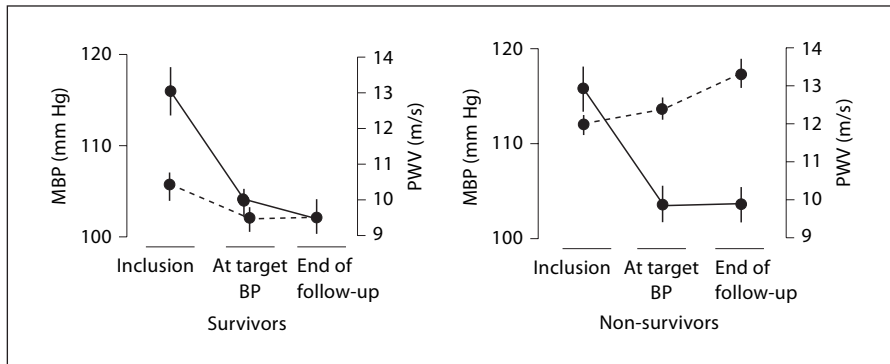 120
110
100
MBP (mm Hg)
14
13
12
11
10
9
PWV (m/s)
Inclusion
At target
BP
End of
follow-up
Survivors
120
110
100
MBP (mm Hg)
14
13
12
11
10
9
PWV (m/s)
Inclusion
At target
BP
End of
follow-up
Non-survivors